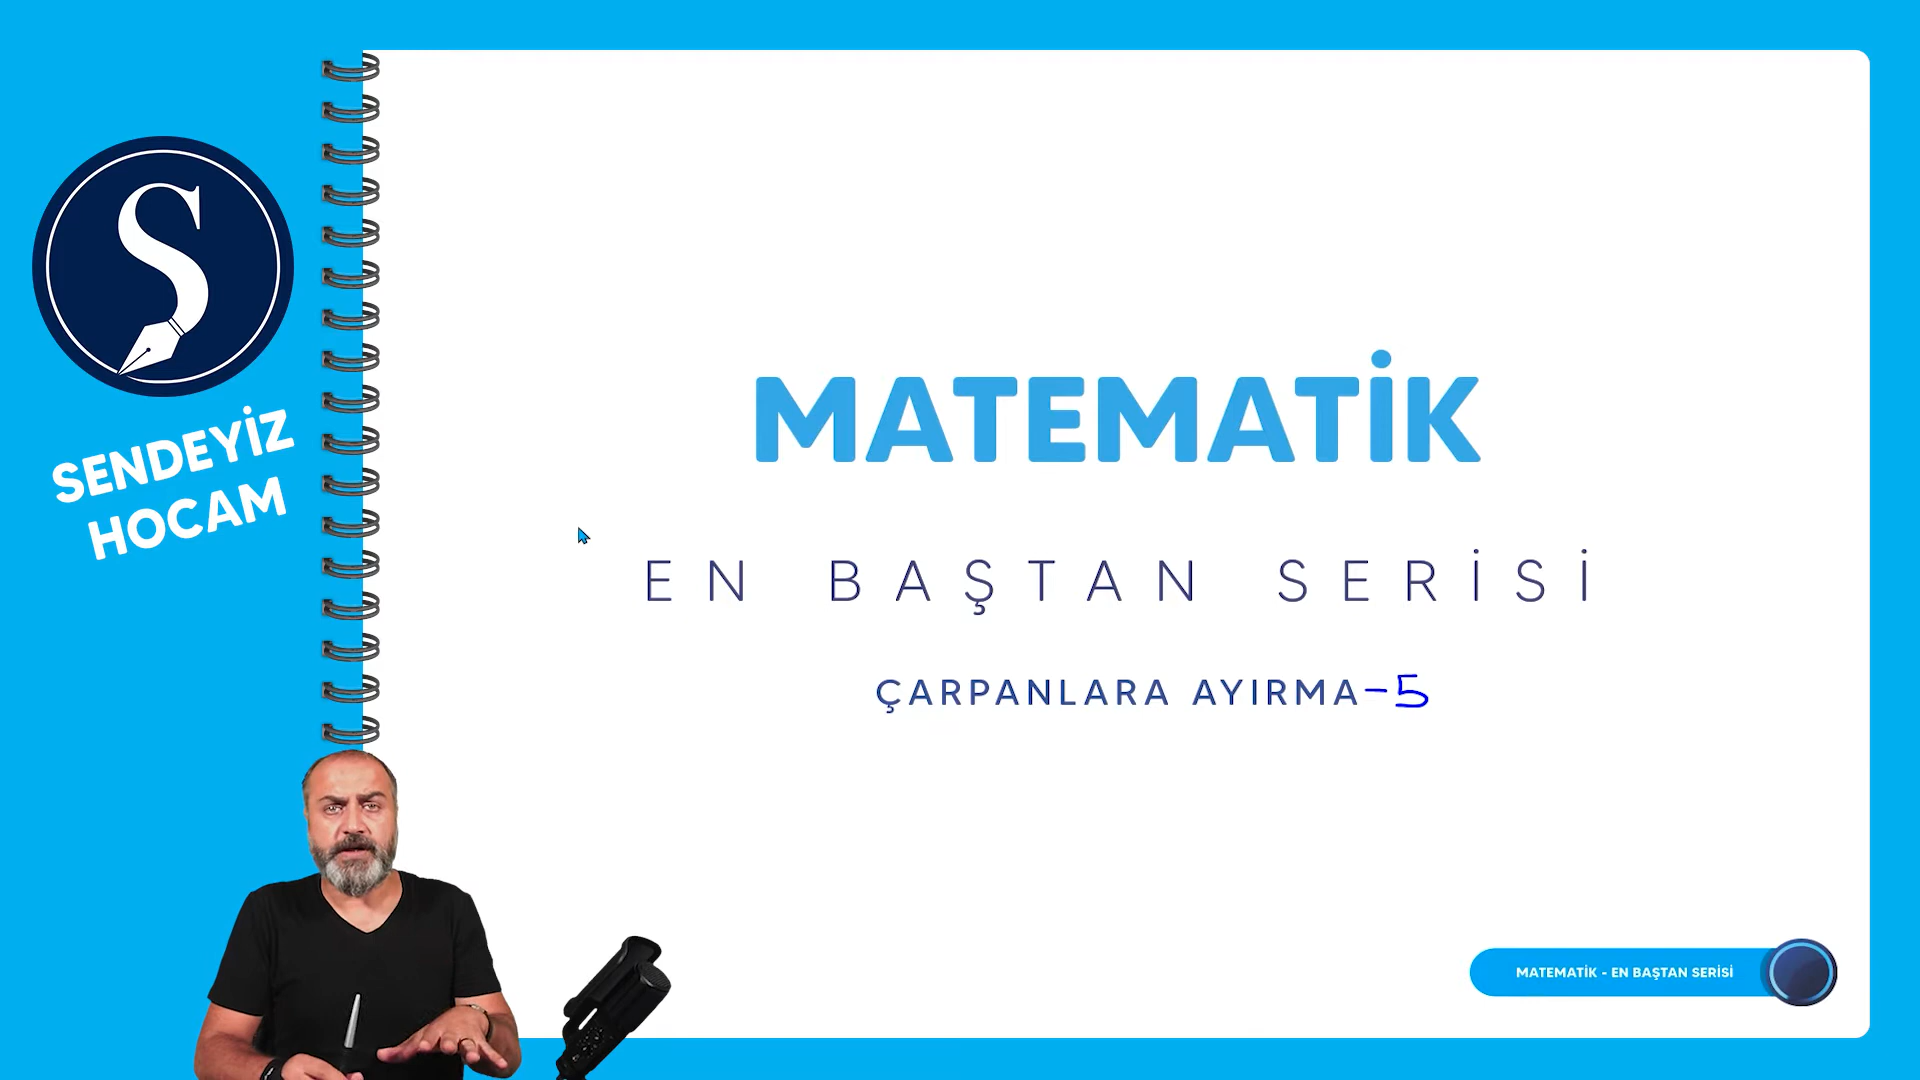 S
SENDEYİZ
HOCAM
MATEMATİK
EN BAŞTAN SERİSİ
ÇARPANLARA AYIRMA-5
MATEMATİK - EN BAŞTAN SERİSİ